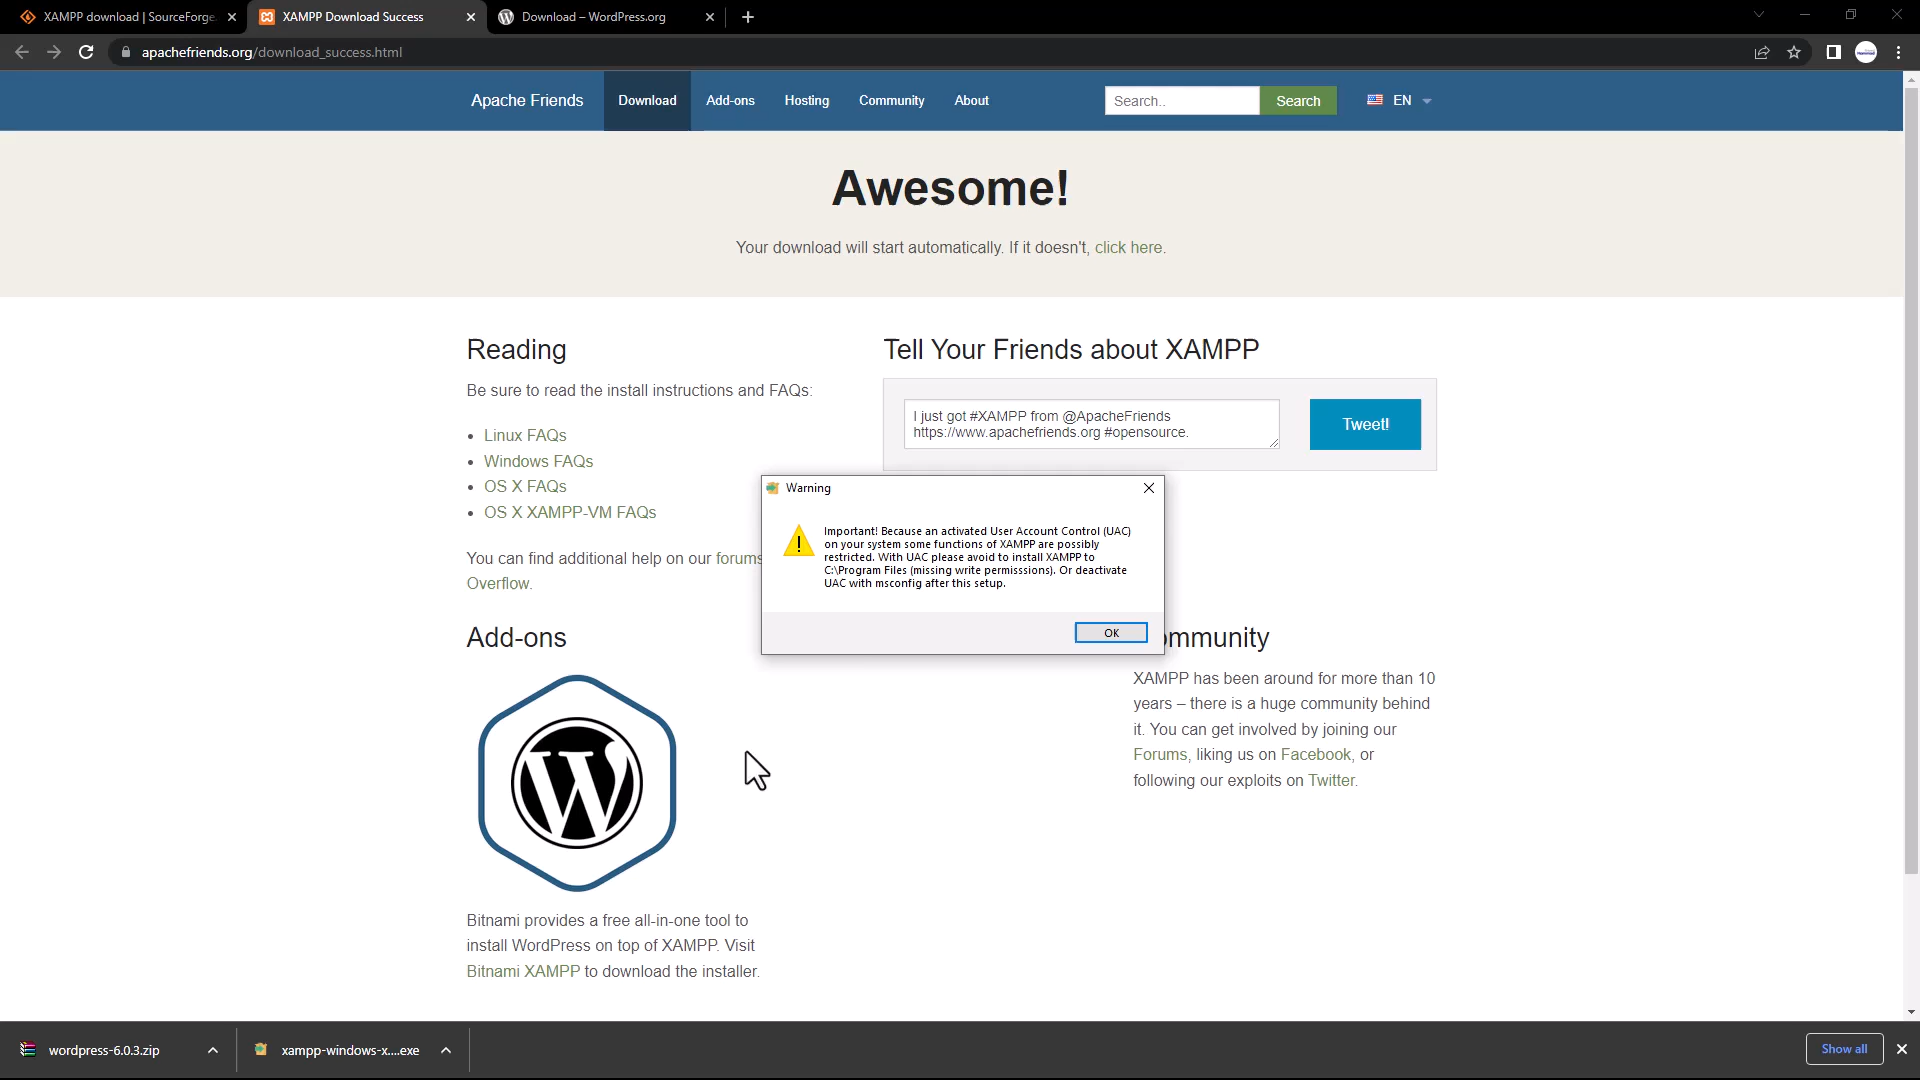 XAMPP download | SourceForge.
XAMPP Download Success
Download – WordPress.org
apachefriends.org/download_success.html
Apache Friends
Download
Add-ons
Hosting
Community
About
Search..
Search
EN
Awesome!
Your download will start automatically. If it doesn't, click here.
Reading
Be sure to read the install instructions and FAQs:
Linux FAQs
Windows FAQs
OS X FAQs
OS X XAMPP-VM FAQs
You can find additional help on our forums
Overflow.
Tell Your Friends about XAMPP
I just got #XAMPP from @ApacheFriends
https://www.apachefriends.org #opensource.
Tweet!
Warning
Important! Because an activated User Account Control (UAC)
on your system some functions of XAMPP are possibly
restricted. With UAC please avoid to install XAMPP to
C:\Program Files (missing write permisssions). Or deactivate
UAC with msconfig after this setup.
OK
Add-ons
Bitnami provides a free all-in-one tool to
install WordPress on top of XAMPP. Visit
Bitnami XAMPP to download the installer.
ommunity
XAMPP has been around for more than 10
years – there is a huge community behind
it. You can get involved by joining our
Forums, liking us on Facebook, or
following our exploits on Twitter.
wordpress-6.0.3.zip
xampp-windows-x....exe
Show all